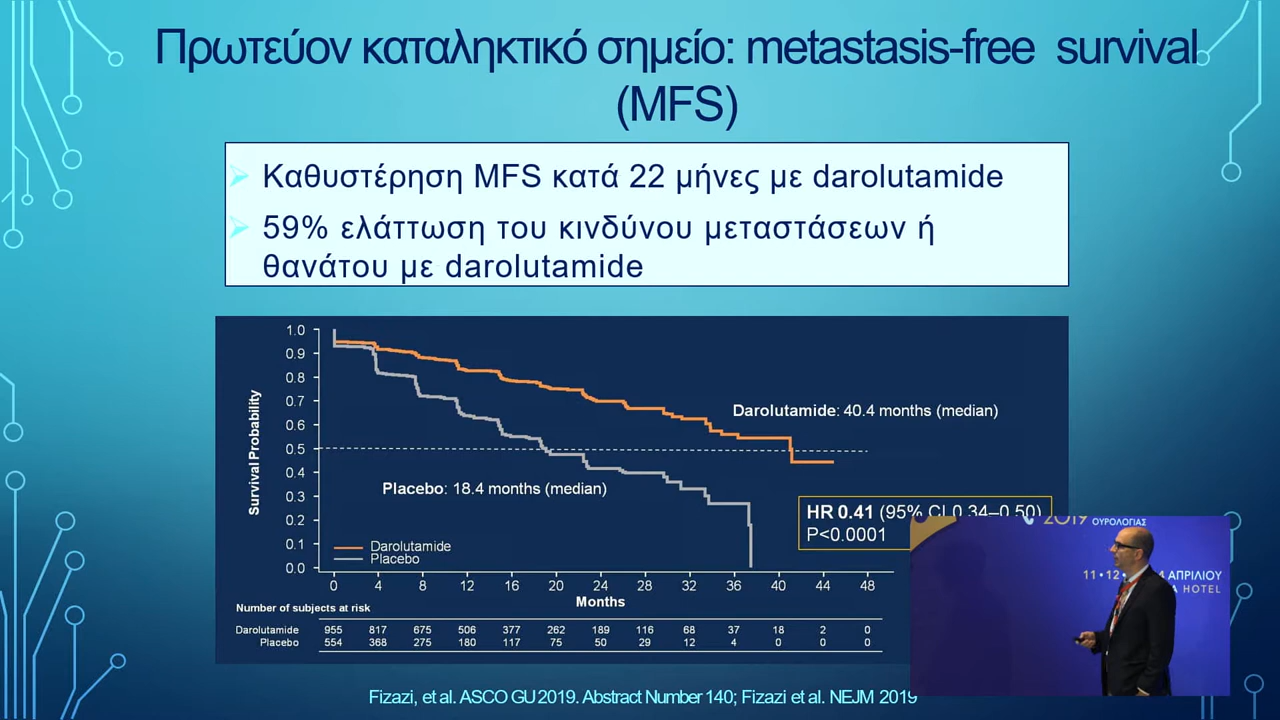 Πρωτεύον καταληκτικό σημείο: metastasis-free survival
(MFS)
Καθυστέρηση MFS κατά 22 μήνες με darolutamide
59% ελάττωση του κινδύνου μεταστάσεων ή
θανάτου με darolutamide
Survival Probability
1.0
0.9
0.8
0.7
0.6
0.5
0.4
0.3
0.2
0.1
0.0
Darolutamide: 40.4 months (median)
Placebo: 18.4 months (median)
HR 0.41 (95% CI 0.34–0.50)
P<0.0001
Darolutamide
Placebo
0 4 8 12 16 20 24 28 32 36 40 44 48
Months
Number of subjects at risk
Darolutamide 955 817 675 506 377 262 189 116 68 37 18 2 0
Placebo 554 368 275 180 117 75 50 29 12 4 0 0 0
Fizazi, et al. ASCO GU 2019. Abstract Number 140; Fizazi et al. NEJM 2019
2019 ΟΥΡΟΛΟΓΙΑΣ
11 • 12 ΑΠΡΙΛΙΟΥ
HOTEL